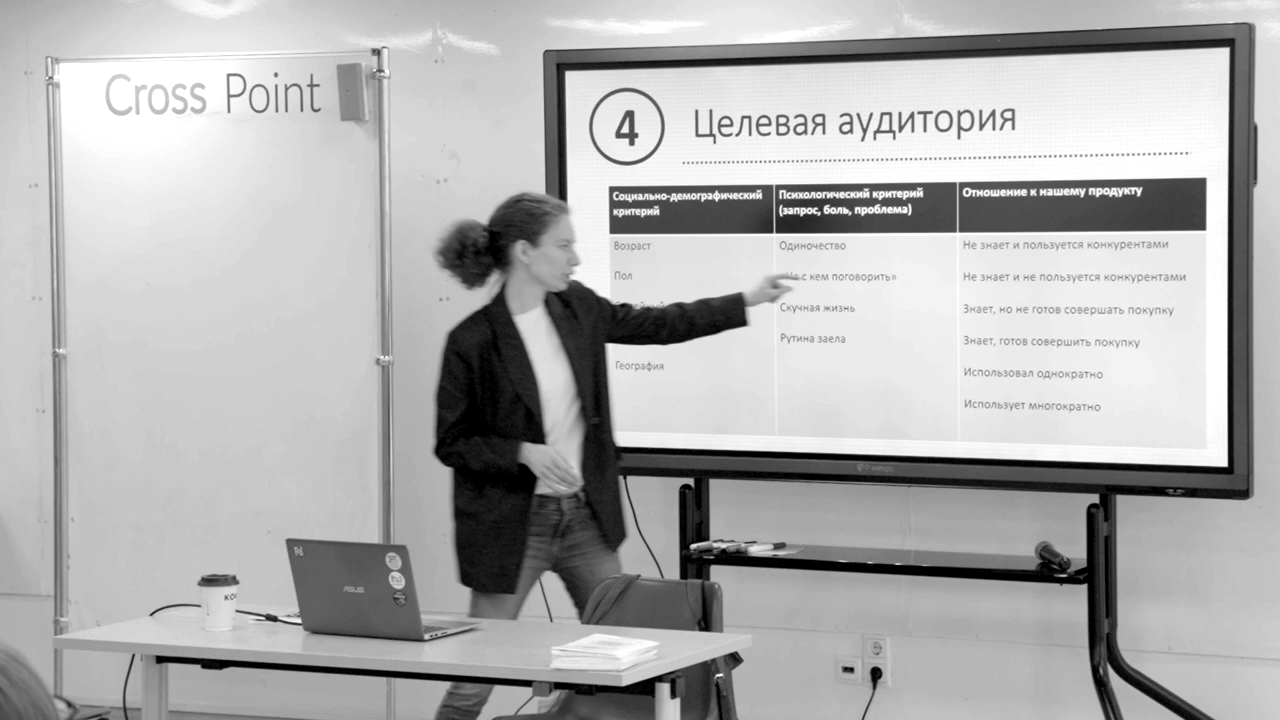 Cross Point
4
Целевая аудитория
Социально-демографический критерий
Психологический критерий (запрос, боль, проблема)
Отношение к нашему продукту
Возраст
Одиночество
Не знает и пользуется конкурентами
Пол
с кем поговорить»
Не знает и не пользуется конкурентами
Скучная жизнь
Знает, но не готов совершать покупку
Рутина заела
Знает, готов совершить покупку
География
Использовал однократно
Использует многократно
ASUS